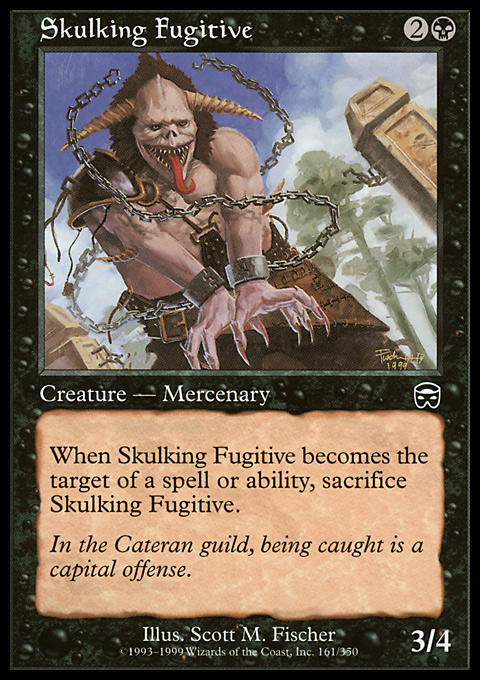 Skulking Fugitive 2
Fischer 1999
Creature — Mercenary
When Skulking Fugitive becomes the
target of a spell or ability, sacrifice
Skulking Fugitive.
In the Cateran guild, being caught is a
capital offense.
Illus. Scott M. Fischer
©1993–1999 Wizards of the Coast, Inc. 161/350
3/4